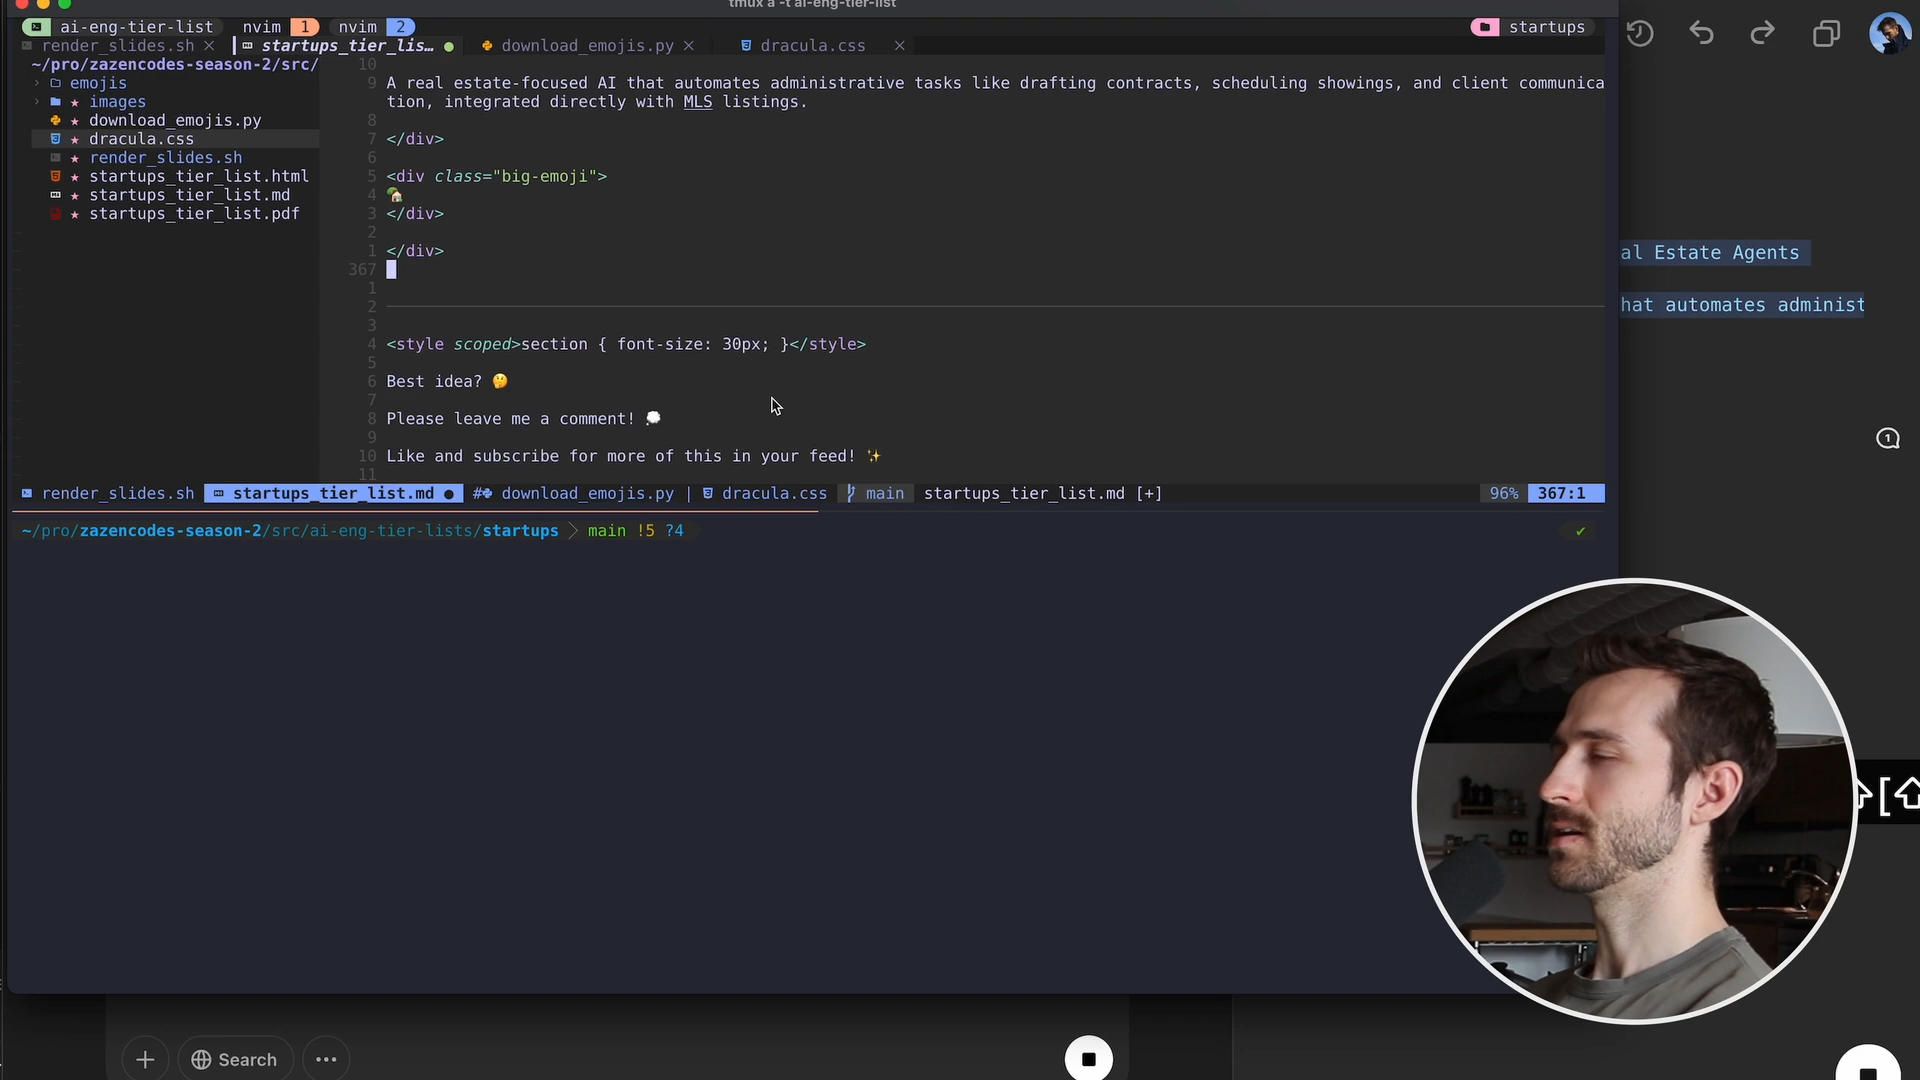 tmux a -t ai-eng-tier-list
ai-eng-tier-list nvim 1 nvim 2 startups
render_slides.sh startups_tier_lis… download_emojis.py dracula.css
~/pro/zazencodes-season-2/src/
emojis
images
download_emojis.py
dracula.css
render_slides.sh
startups_tier_list.html
startups_tier_list.md
startups_tier_list.pdf
10
9 A real estate-focused AI that automates administrative tasks like drafting contracts, scheduling showings, and client communica
tion, integrated directly with MLS listings.
8
7 </div>
6
5 <div class="big-emoji">
4 🏡
3 </div>
2
1 </div>
367
1
2
3
4 <style scoped>section { font-size: 30px; }</style>
5
6 Best idea? 🤔
7
8 Please leave me a comment! 💭
9
10 Like and subscribe for more of this in your feed! ✨
11
render_slides.sh startups_tier_list.md ● # download_emojis.py | dracula.css main startups_tier_list.md [+] 96% 367:1
~/pro/zazencodes-season-2/src/ai-eng-tier-lists/startups main !5 ?4 ✔
al Estate Agents
hat automates administ
1
⇧[⇧
Search